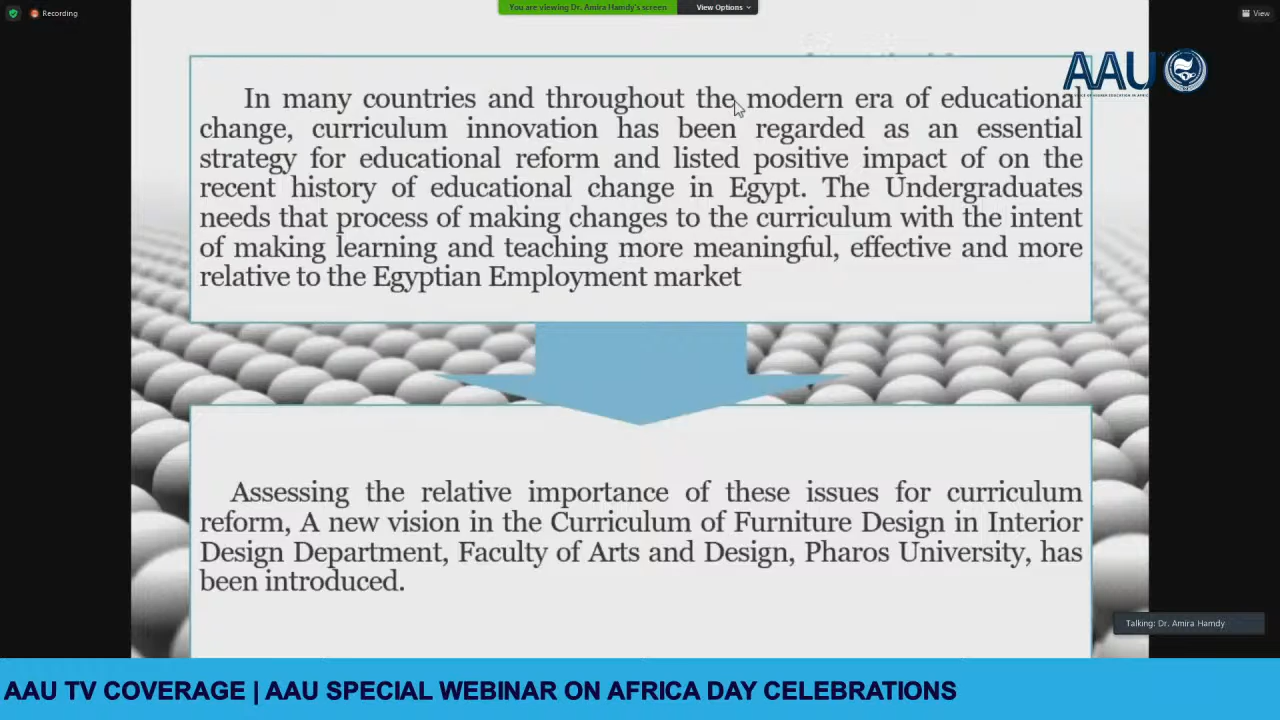 Recording
You are viewing Dr. Amira Hamdy's screen
View Options
View
AAU
In many countries and throughout the modern era of educational
change, curriculum innovation has been regarded as an essential
strategy for educational reform and listed positive impact of on the
recent history of educational change in Egypt. The Undergraduates
needs that process of making changes to the curriculum with the intent
of making learning and teaching more meaningful, effective and more
relative to the Egyptian Employment market
Assessing the relative importance of these issues for curriculum
reform, A new vision in the Curriculum of Furniture Design in Interior
Design Department, Faculty of Arts and Design, Pharos University, has
been introduced.
Talking: Dr. Amira Hamdy
AAU TV COVERAGE | AAU SPECIAL WEBINAR ON AFRICA DAY CELEBRATIONS